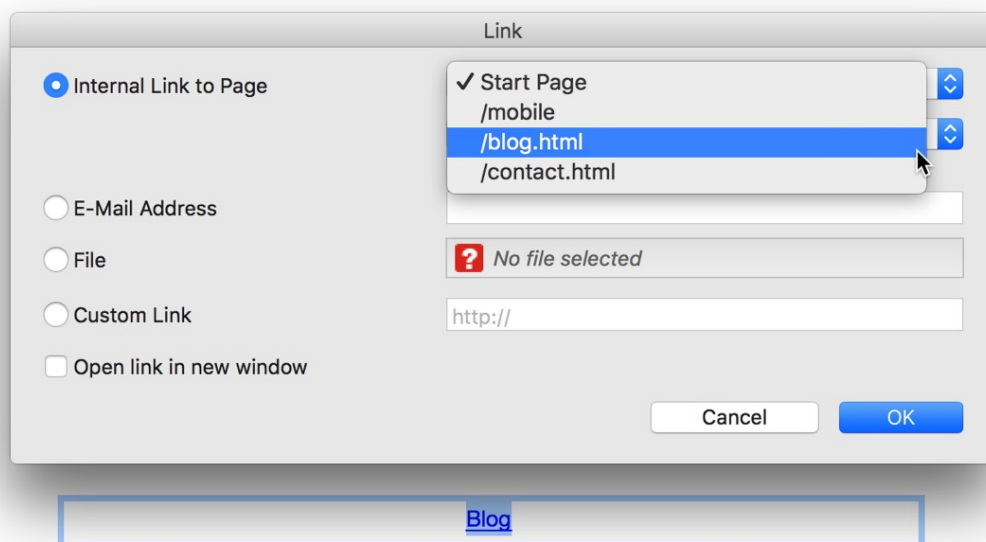 Link
Internal Link to Page
✓ Start Page
/mobile
/blog.html
/contact.html
E-Mail Address
File
? No file selected
Custom Link
http://
Open link in new window
Cancel
OK
Blog